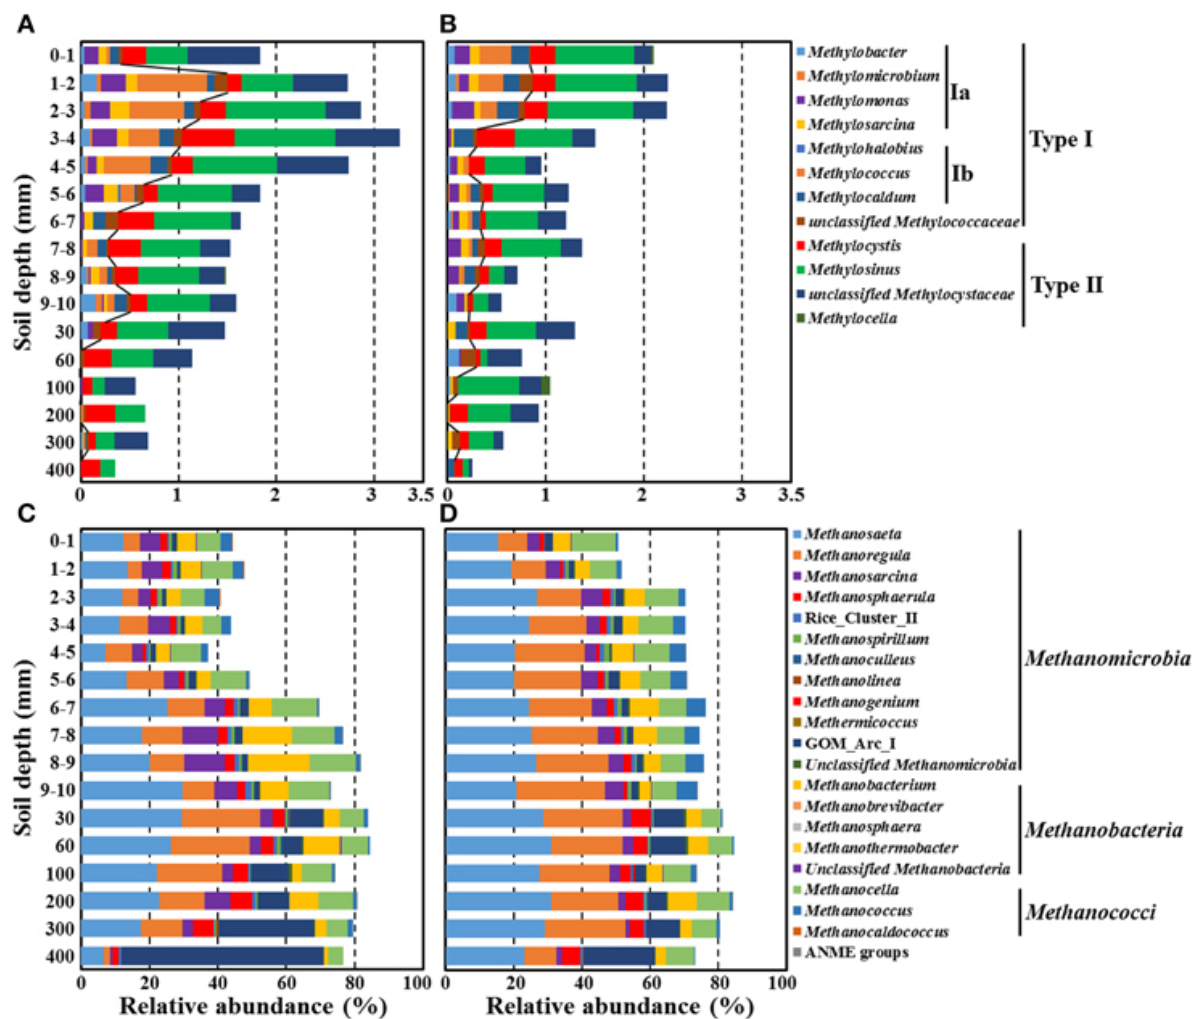 A
B
Soil depth (mm)
0-1
1-2
2-3
3-4
4-5
5-6
6-7
7-8
8-9
9-10
30
60
100
200
300
400
0 1 2 3 3.5
0 1 2 3 3.5
Methylobacter
Methylomicrobium
Methylomonas
Methylosarcina
Methylohalobius
Methylococcus
Methylocaldum
unclassified Methylococcaceae
Methylocystis
Methylosinus
unclassified Methylocystaceae
Methylocella
Ia
Ib
Type I
Type II
C
D
Soil depth (mm)
0-1
1-2
2-3
3-4
4-5
5-6
6-7
7-8
8-9
9-10
30
60
100
200
300
400
0 20 40 60 80 100
0 20 40 60 80 100
Relative abundance (%)
Relative abundance (%)
Methanosaeta
Methanoregula
Methanosarcina
Methanosphaerula
Rice_Cluster_II
Methanospirillum
Methanoculleus
Methanolinea
Methanogenium
Methermicoccus
GOM_Arc_I
Unclassified Methanomicrobia
Methanobacterium
Methanobrevibacter
Methanosphaera
Methanothermobacter
Unclassified Methanobacteria
Methanocella
Methanococcus
Methanocaldococcus
ANME groups
Methanomicrobia
Methanobacteria
Methanococci